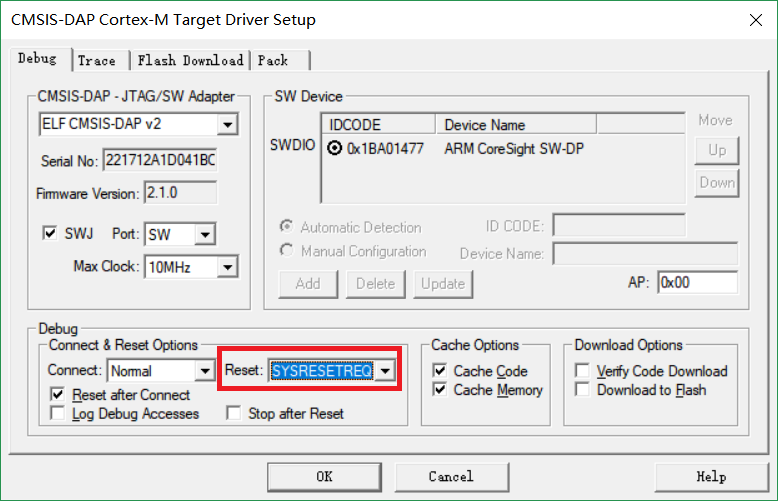 CMSIS-DAP Cortex-M Target Driver Setup
Debug Trace Flash Download Pack
CMSIS-DAP - JTAG/SW Adapter
ELF CMSIS-DAP v2
Serial No: 221712A1D041BC
Firmware Version: 2.1.0
SWJ Port: SW
Max Clock: 10MHz
SW Device
IDCODE Device Name Move
SWDIO 0x1BA01477 ARM CoreSight SW-DP Up
Down
Automatic Detection ID CODE:
Manual Configuration Device Name:
Add Delete Update AP: 0x00
Debug
Connect & Reset Options
Connect: Normal Reset: SYSRESETREQ
Reset after Connect
Log Debug Accesses Stop after Reset
Cache Options
Cache Code
Cache Memory
Download Options
Verify Code Download
Download to Flash
OK Cancel Help